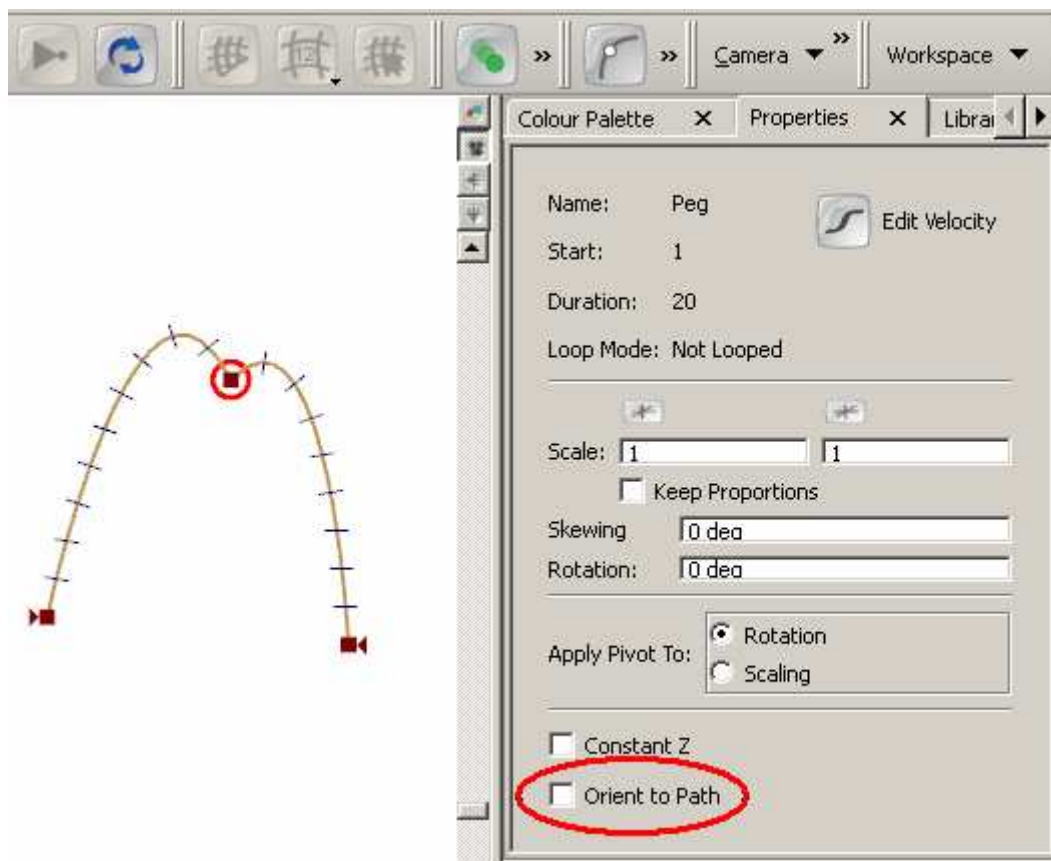 » » Camera » Workspace
Colour Palette Properties Librar
Name: Peg Edit Velocity
Start: 1
Duration: 20
Loop Mode: Not Looped
Scale: 1 1
Keep Proportions
Skewing 0 deg
Rotation: 0 deg
Apply Pivot To: Rotation
Scaling
Constant Z
Orient to Path